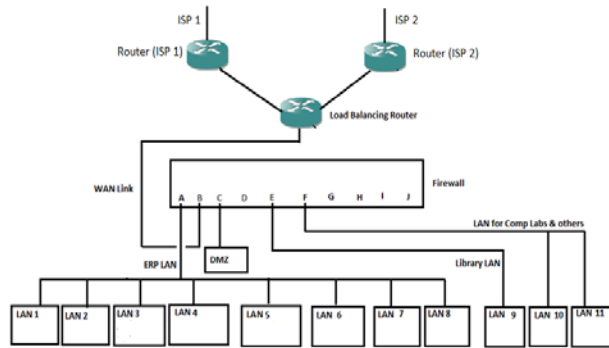 ISP 1
ISP 2
Router (ISP 1)
Router (ISP 2)
Load Balancing Router
WAN Link
A B C D E F G H I J
Firewall
LAN for Comp Labs & others
ERP LAN
DMZ
Library LAN
LAN 1
LAN 2
LAN 3
LAN 4
LAN 5
LAN 6
LAN 7
LAN 8
LAN 9
LAN 10
LAN 11